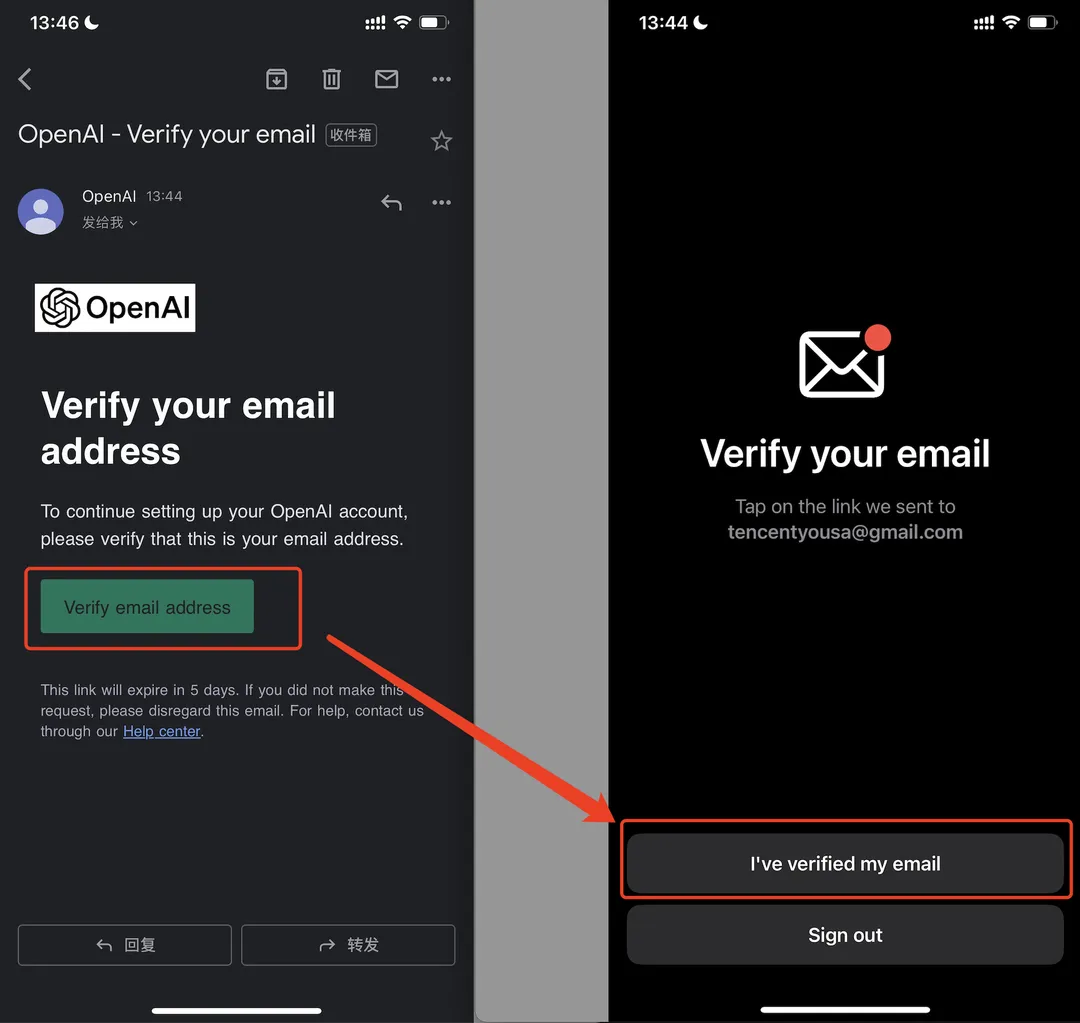 13:46
OpenAI - Verify your email 收件箱
OpenAI 13:44
发给我
OpenAI
Verify your email
address
To continue setting up your OpenAI account,
please verify that this is your email address.
Verify email address
This link will expire in 5 days. If you did not make this
request, please disregard this email. For help, contact us
through our Help center.
回复
转发
13:44
Verify your email
Tap on the link we sent to
tencentyousa@gmail.com
I've verified my email
Sign out